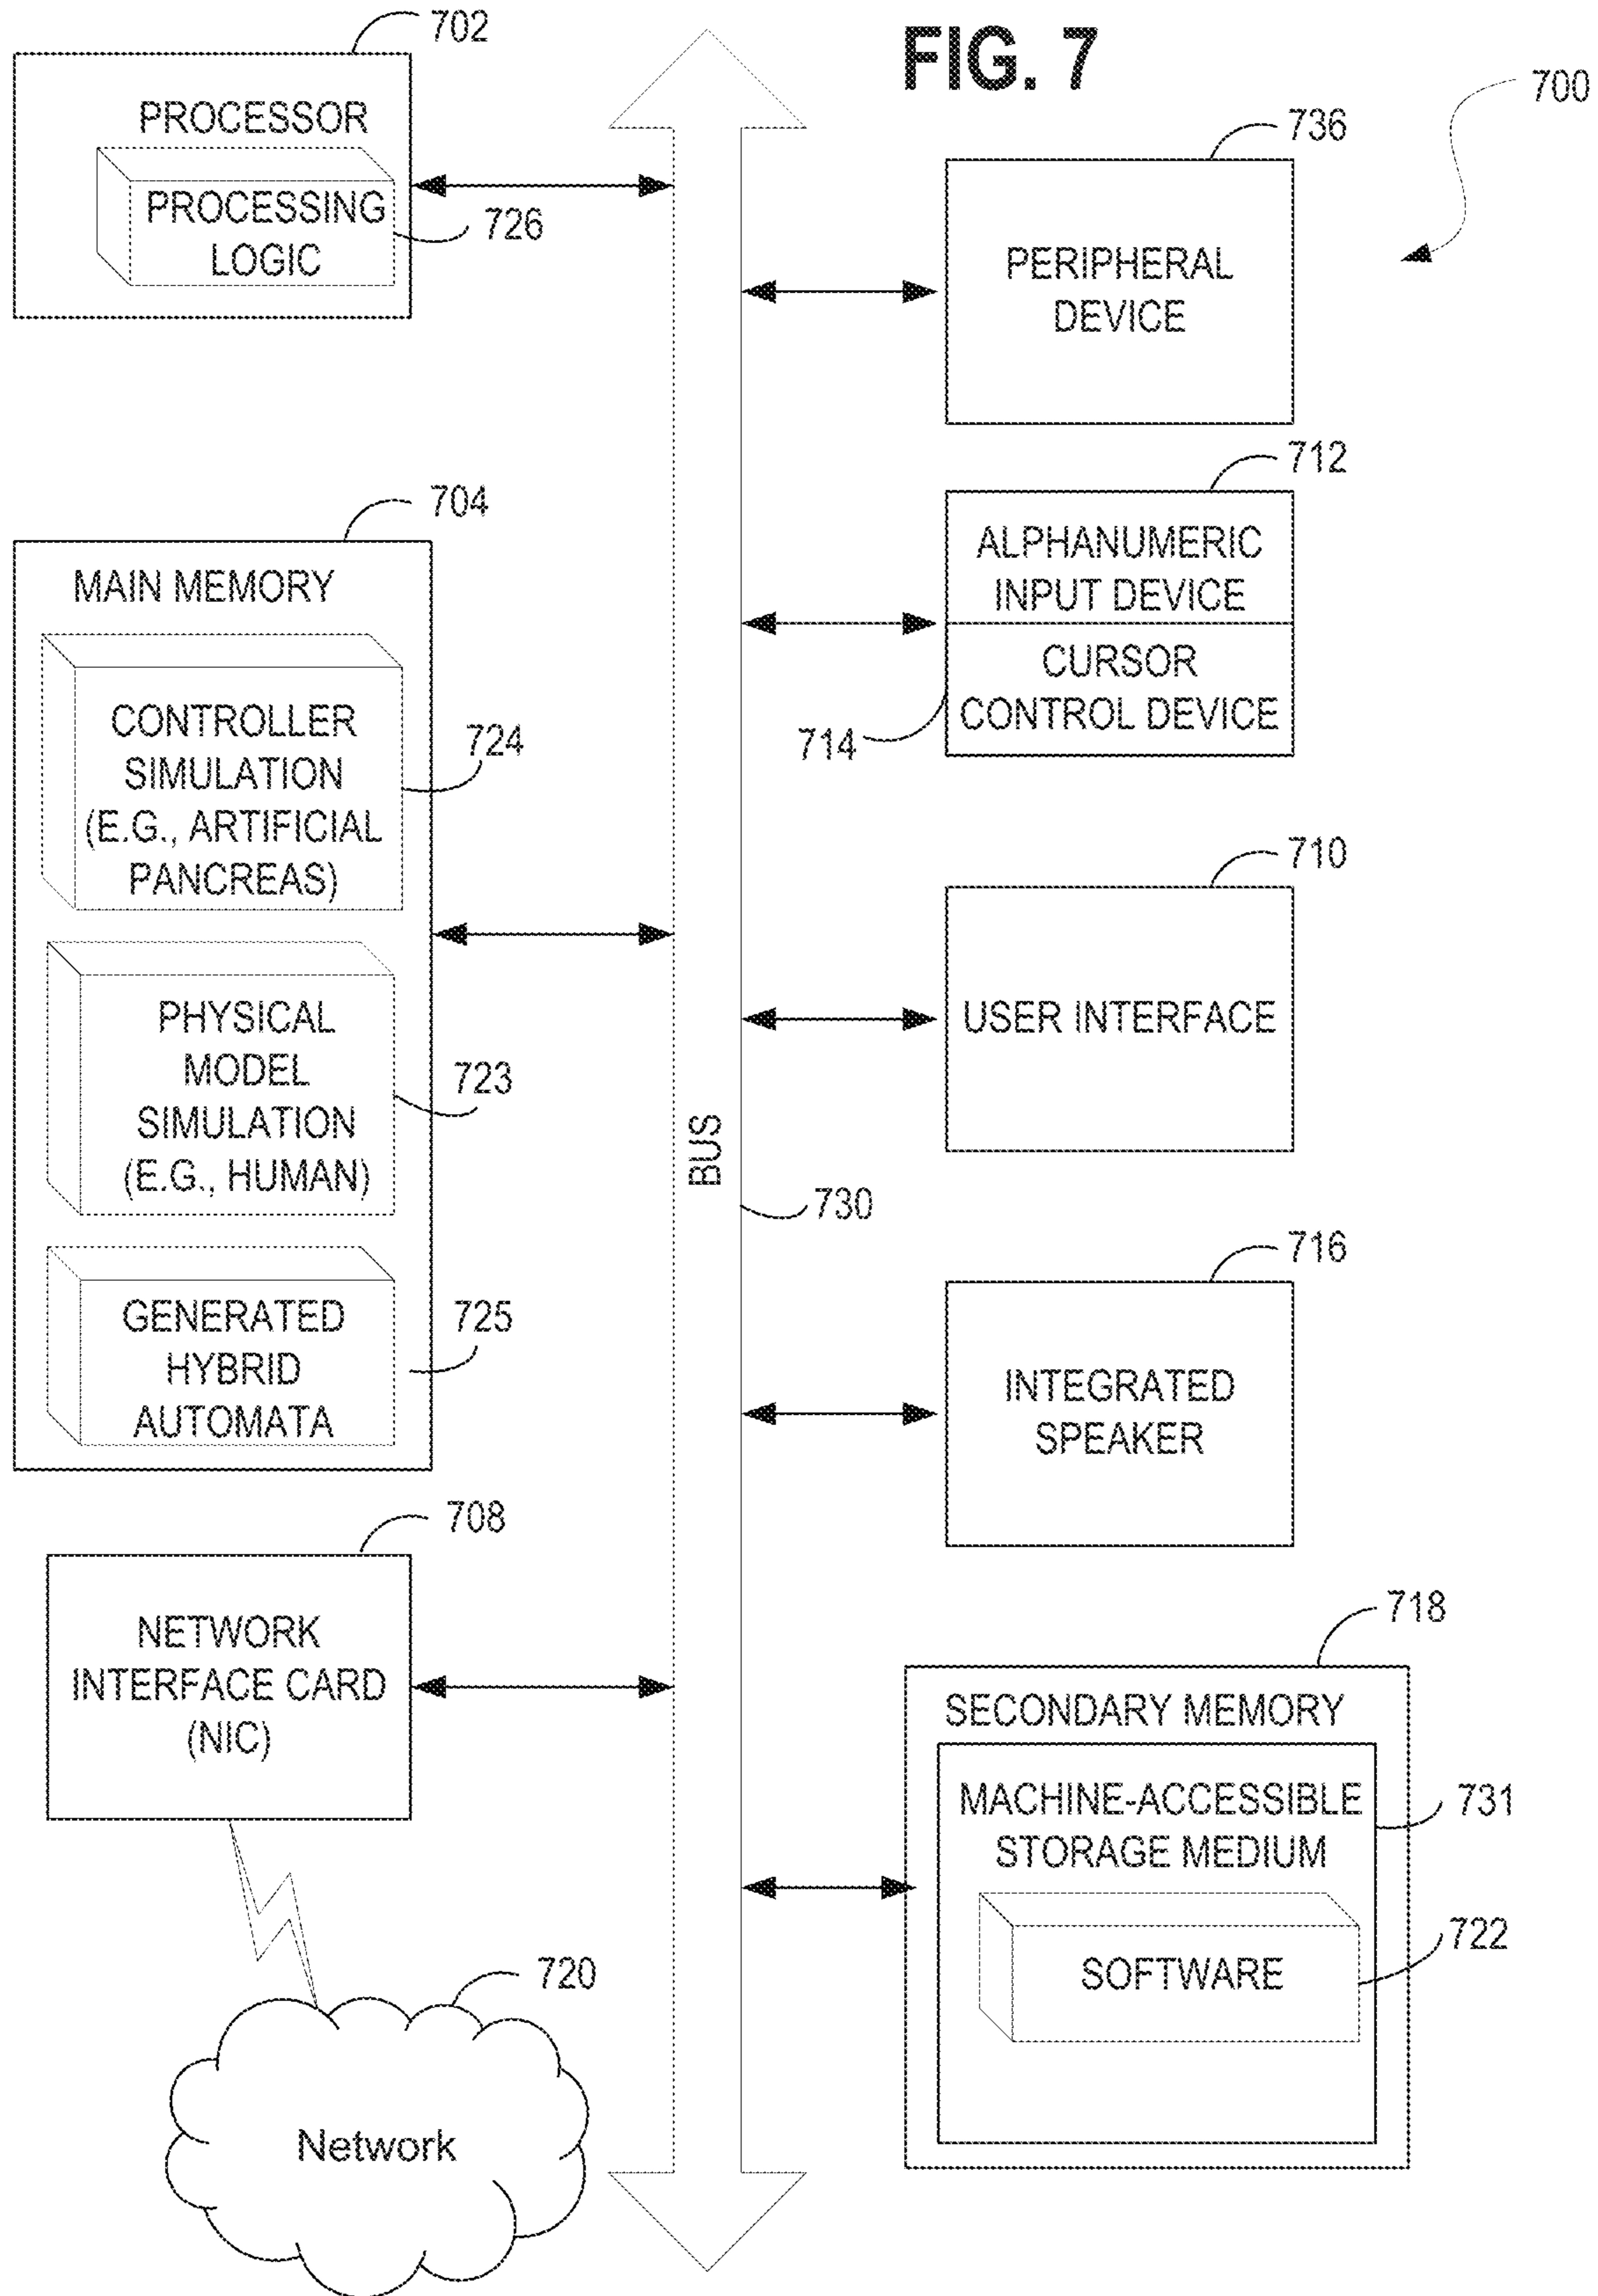 FIG. 7
700
702
PROCESSOR
PROCESSING
LOGIC
726
704
MAIN MEMORY
CONTROLLER
SIMULATION
(E.G., ARTIFICIAL
PANCREAS)
724
PHYSICAL
MODEL
SIMULATION
(E.G., HUMAN)
723
GENERATED
HYBRID
AUTOMATA
725
708
NETWORK
INTERFACE CARD
(NIC)
720
Network
BUS
730
736
PERIPHERAL
DEVICE
712
ALPHANUMERIC
INPUT DEVICE
CURSOR
CONTROL DEVICE
714
710
USER INTERFACE
716
INTEGRATED
SPEAKER
718
SECONDARY MEMORY
MACHINE-ACCESSIBLE
STORAGE MEDIUM
731
SOFTWARE
722